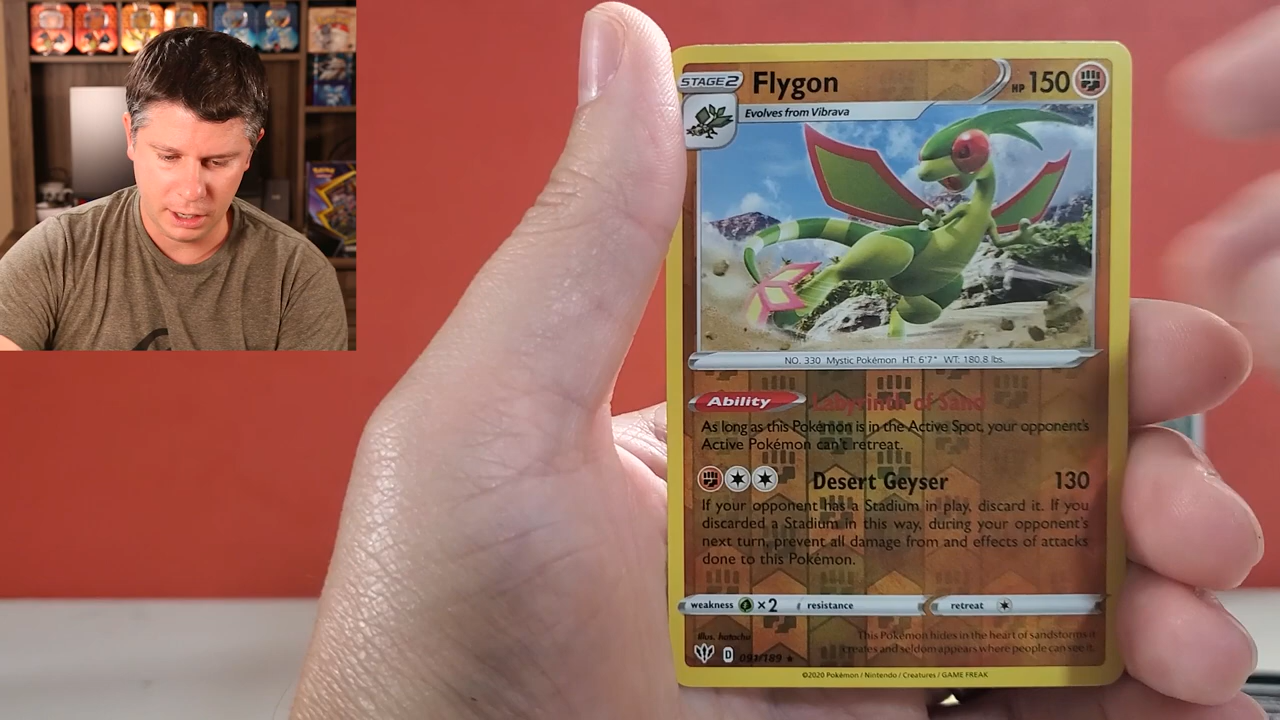 STAGE2 Flygon HP 150
Evolves from Vibrava
NO. 330 Mystic Pokémon HT: 6'7" WT: 180.8 lbs.
Ability Labyrinth of Sand
As long as this Pokémon is in the Active Spot, your opponent's
Active Pokémon can't retreat.
Desert Geyser 130
If your opponent has a Stadium in play, discard it. If you
discarded a Stadium in this way, during your opponent's
next turn, prevent all damage from and effects of attacks
done to this Pokémon.
weakness ×2 resistance retreat
Illus. hatachu
This Pokémon hides in the heart of sandstorms it
creates and seldom appears where people can see it.
D 091/189 ★
©2020 Pokémon / Nintendo / Creatures / GAME FREAK